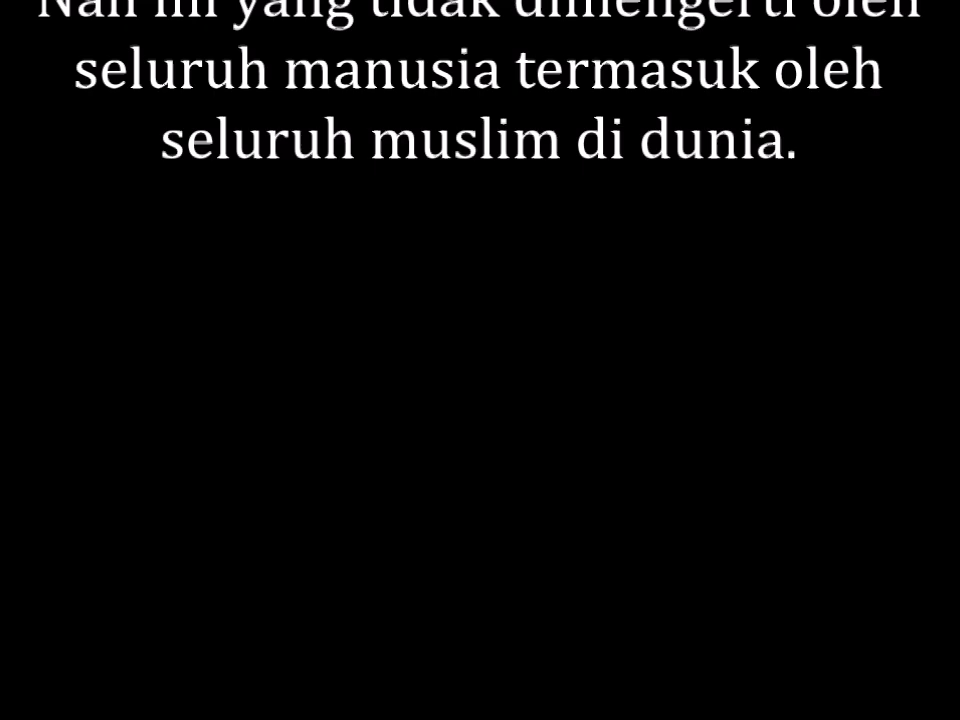 Nah ini yang tidak dimengerti oleh
seluruh manusia termasuk oleh
seluruh muslim di dunia.